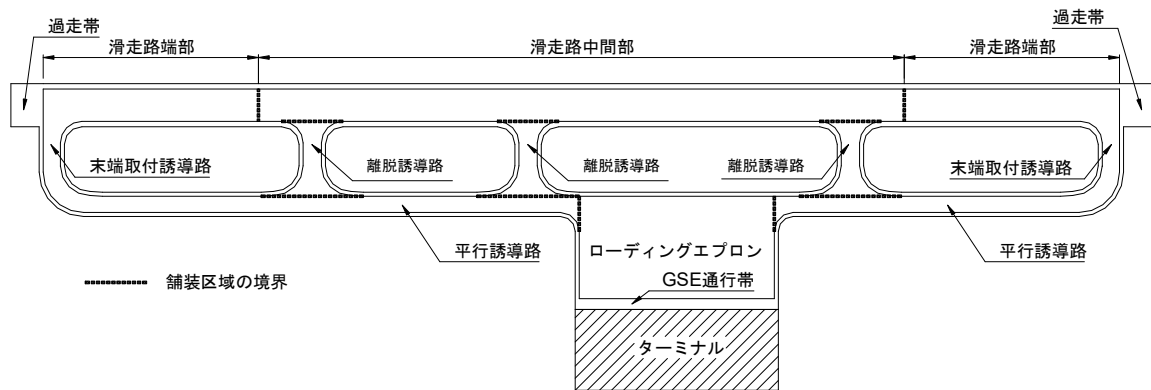 過走帯
過走帯
滑走路端部
滑走路中間部
滑走路端部
末端取付誘導路
離脱誘導路
離脱誘導路
離脱誘導路
末端取付誘導路
平行誘導路
ローディングエプロン
平行誘導路
GSE通行帯
舗装区域の境界
ターミナル